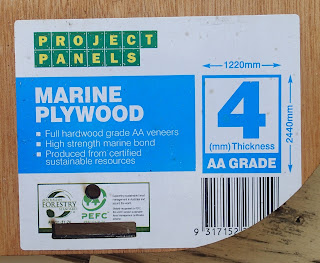 PROJECT
PANELS
MARINE
PLYWOOD
Full hardwood grade AA veneers
High strength marine bond
Produced from certified
sustainable resources
1220mm
4
2440mm
(mm) Thickness
AA GRADE
FORESTRY
PEFC
9 317152